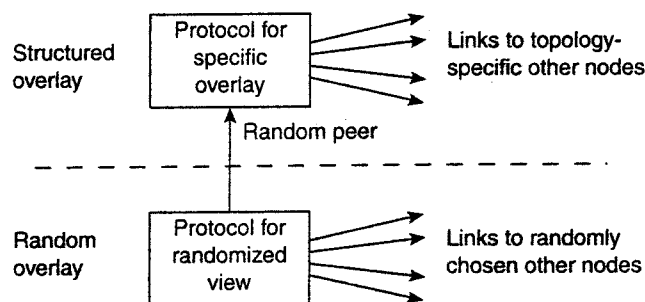 Structured
overlay
Protocol for
specific
overlay
Links to topology-
specific other nodes
Random peer
Random
overlay
Protocol for
randomized
view
Links to randomly
chosen other nodes